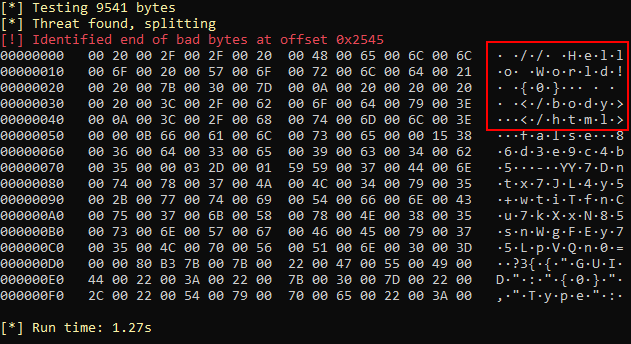 [*] Testing 9541 bytes
[*] Threat found, splitting
[!] Identified end of bad bytes at offset 0x2545
00000000 00 20 00 2F 00 2F 00 20 00 48 00 65 00 6C 00 6C · ·/·/· ·H·e·l·l
00000010 00 6F 00 20 00 57 00 6F 00 72 00 6C 00 64 00 21 ·o· ·W·o·r·l·d·!
00000020 00 20 00 7B 00 30 00 7D 00 0A 00 20 00 20 00 20 · ·{·0·}··· · · 
00000030 00 20 00 3C 00 2F 00 62 00 6F 00 64 00 79 00 3E · ·<·/·b·o·d·y·>
00000040 00 0A 00 3C 00 2F 00 68 00 74 00 6D 00 6C 00 3E ···<·/·h·t·m·l·>
00000050 00 00 0B 66 00 61 00 6C 00 73 00 65 00 00 15 38 ···f·a·l·s·e···8
00000060 00 36 00 64 00 33 00 65 00 39 00 63 00 34 00 62 ·6·d·3·e·9·c·4·b
00000070 00 35 00 00 03 2D 00 01 59 59 00 37 00 44 00 6E ·5···-··YY·7·D·n
00000080 00 74 00 78 00 37 00 4A 00 4C 00 34 00 79 00 35 ·t·x·7·J·L·4·y·5
00000090 00 2B 00 77 00 74 00 69 00 54 00 66 00 6E 00 43 ·+·w·t·i·T·f·n·C
000000A0 00 75 00 37 00 6B 00 58 00 78 00 4E 00 38 00 35 ·u·7·k·X·x·N·8·5
000000B0 00 73 00 6E 00 57 00 67 00 46 00 45 00 79 00 37 ·s·n·W·g·F·E·y·7
000000C0 00 35 00 4C 00 70 00 56 00 51 00 6E 00 30 00 3D ·5·L·p·V·Q·n·0·=
000000D0 00 00 80 B3 7B 00 7B 00 22 00 47 00 55 00 49 00 ··?3{·{·"·G·U·I·
000000E0 44 00 22 00 3A 00 22 00 7B 00 30 00 7D 00 22 00 D·"·:·"·{·0·}·"·
000000F0 2C 00 22 00 54 00 79 00 70 00 65 00 22 00 3A 00 ,·"·T·y·p·e·"·:·
[*] Run time: 1.27s